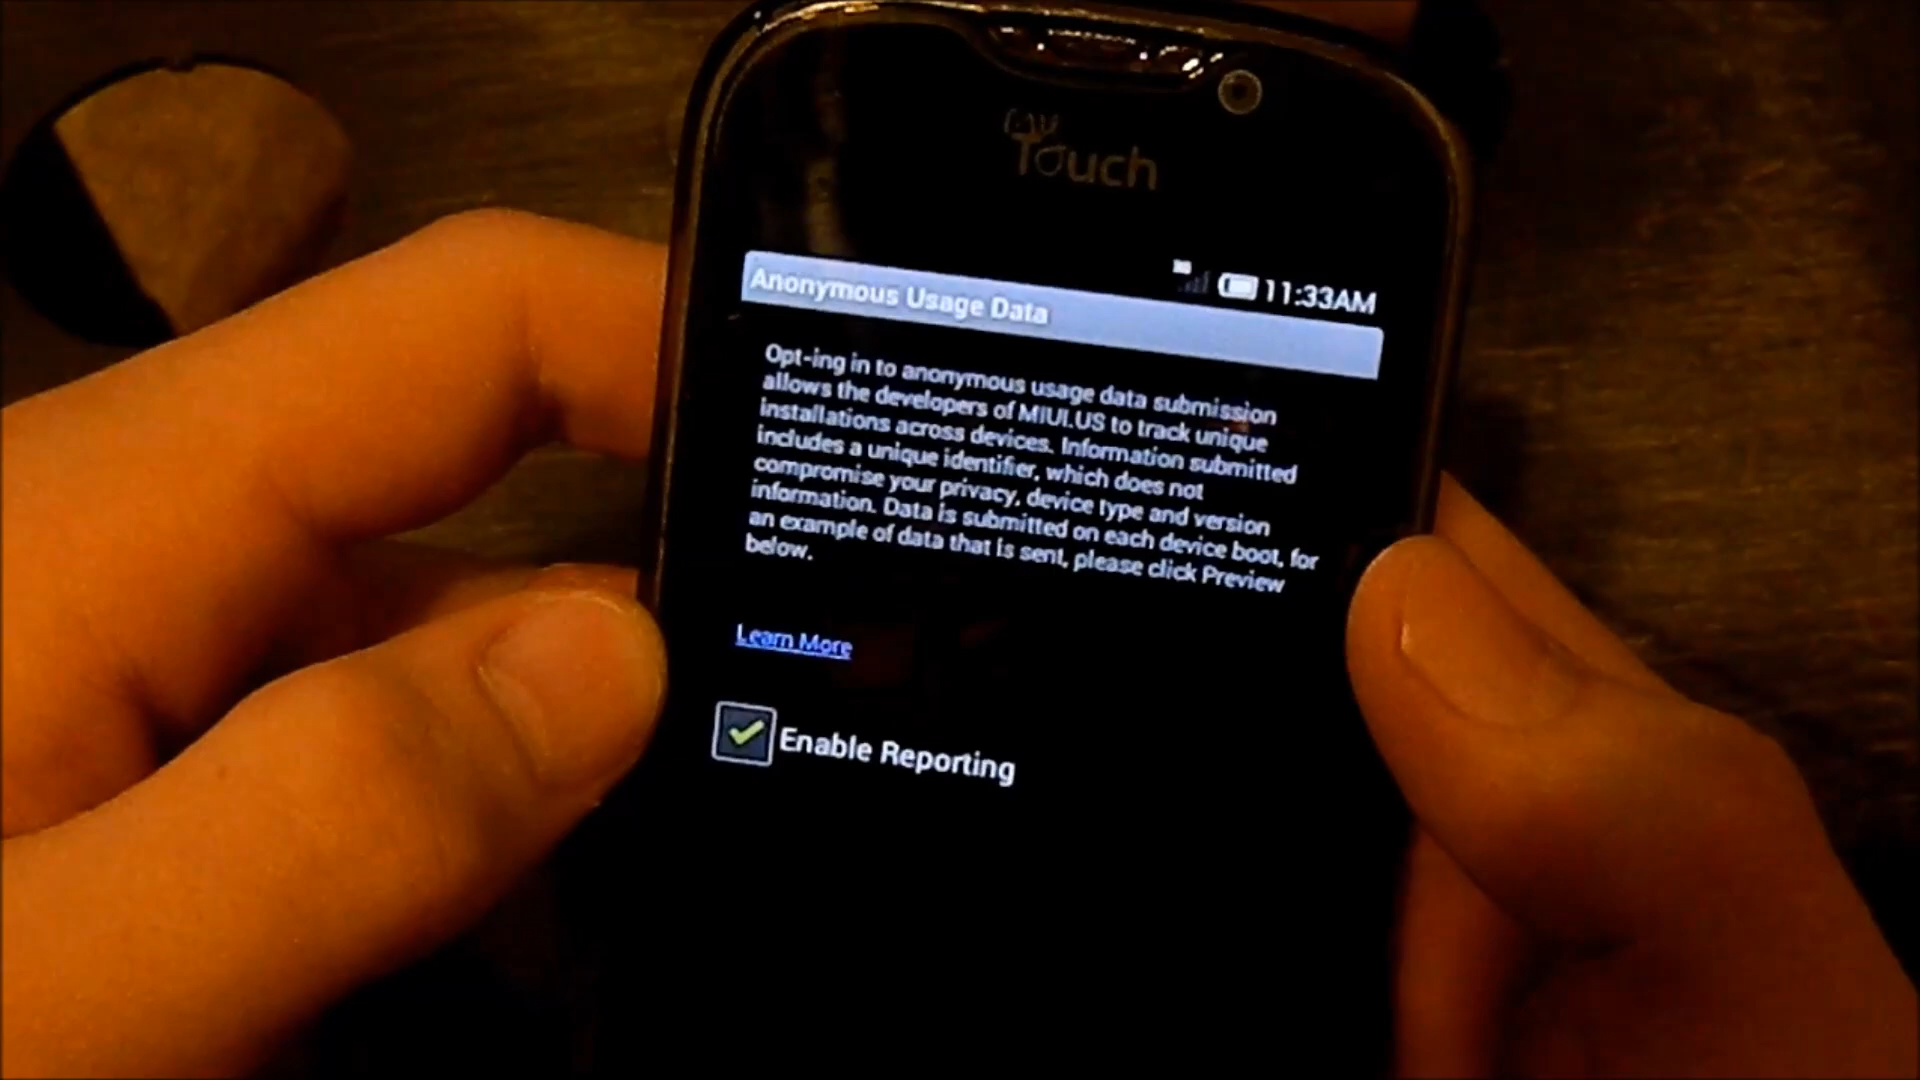 my
Touch
11:33AM
Anonymous Usage Data
Opt-ing in to anonymous usage data submission
allows the developers of MIUI.US to track unique
installations across devices. Information submitted
includes a unique identifier, which does not
compromise your privacy, device type and version
information. Data is submitted on each device boot, for
an example of data that is sent, please click Preview
below.
Learn More
Enable Reporting